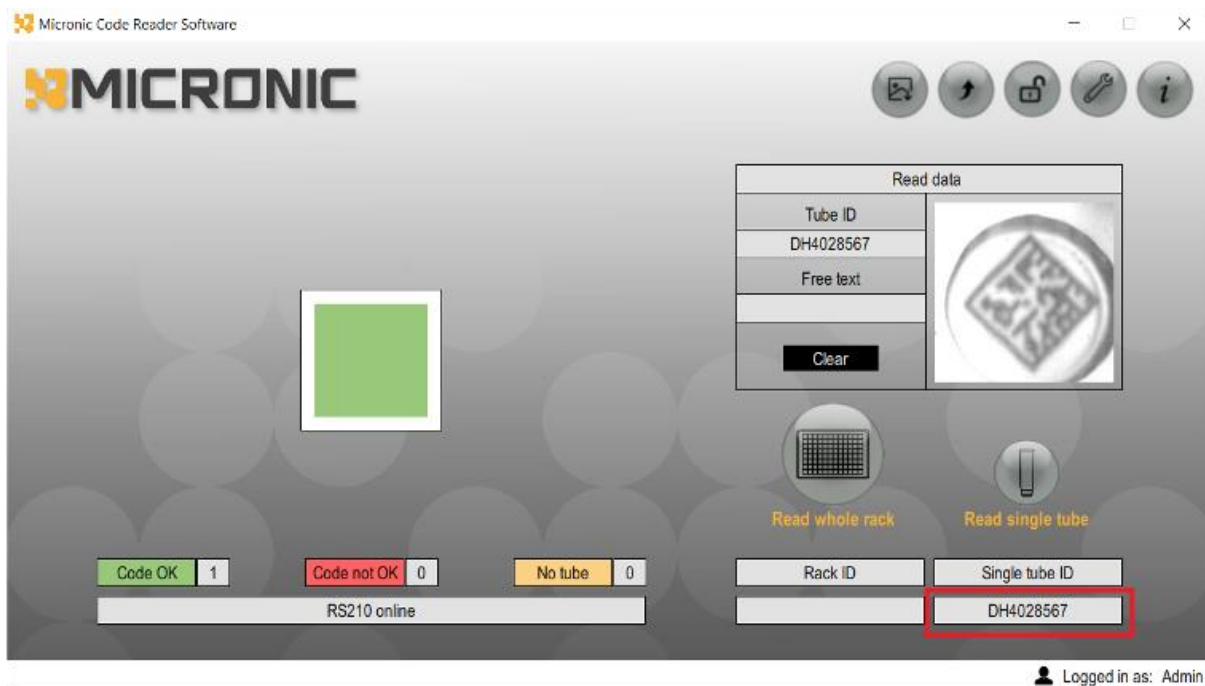 Micronic Code Reader Software
MICRONIC
i
Read data
Tube ID
DH4028567
Free text
Clear
Read whole rack
Read single tube
Code OK 1 Code not OK 0 No tube 0
RS210 online
Rack ID Single tube ID
DH4028567
Logged in as: Admin